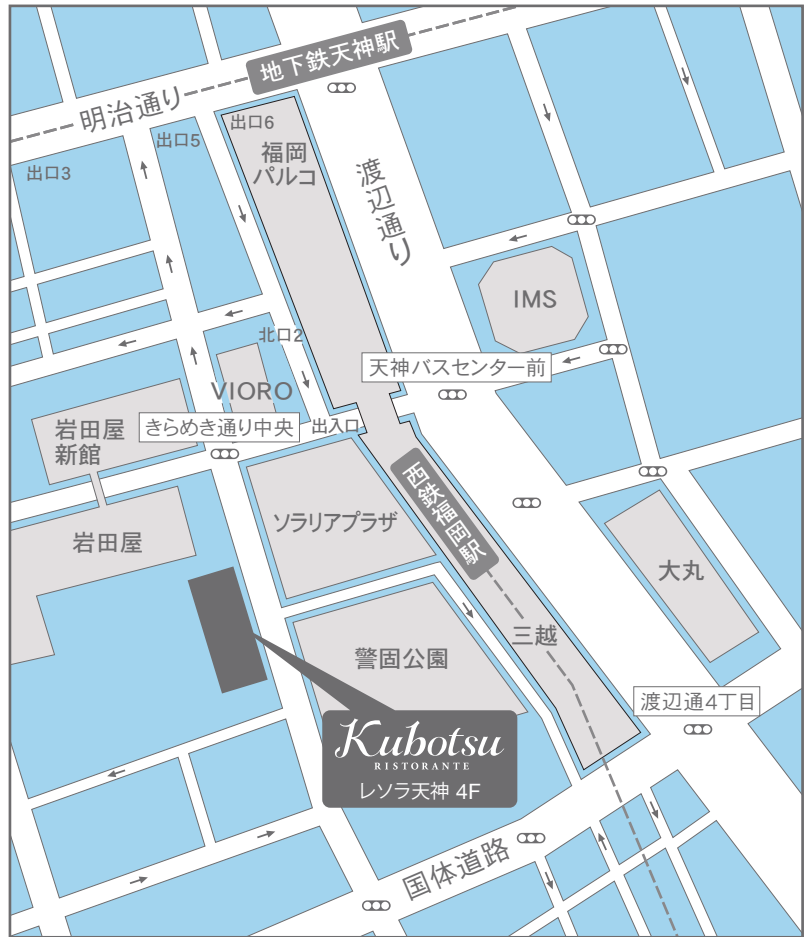 地下鉄天神駅
明治通り
出口6
出口5
出口3
福岡
パルコ
渡辺通り
IMS
北口2
天神バスセンター前
VIORO
岩田屋
新館
きらめき通り中央
出入口
西鉄福岡駅
ソラリアプラザ
岩田屋
大丸
三越
警固公園
渡辺通4丁目
Kubotsu
RISTORANTE
レソラ天神 4F
国体道路